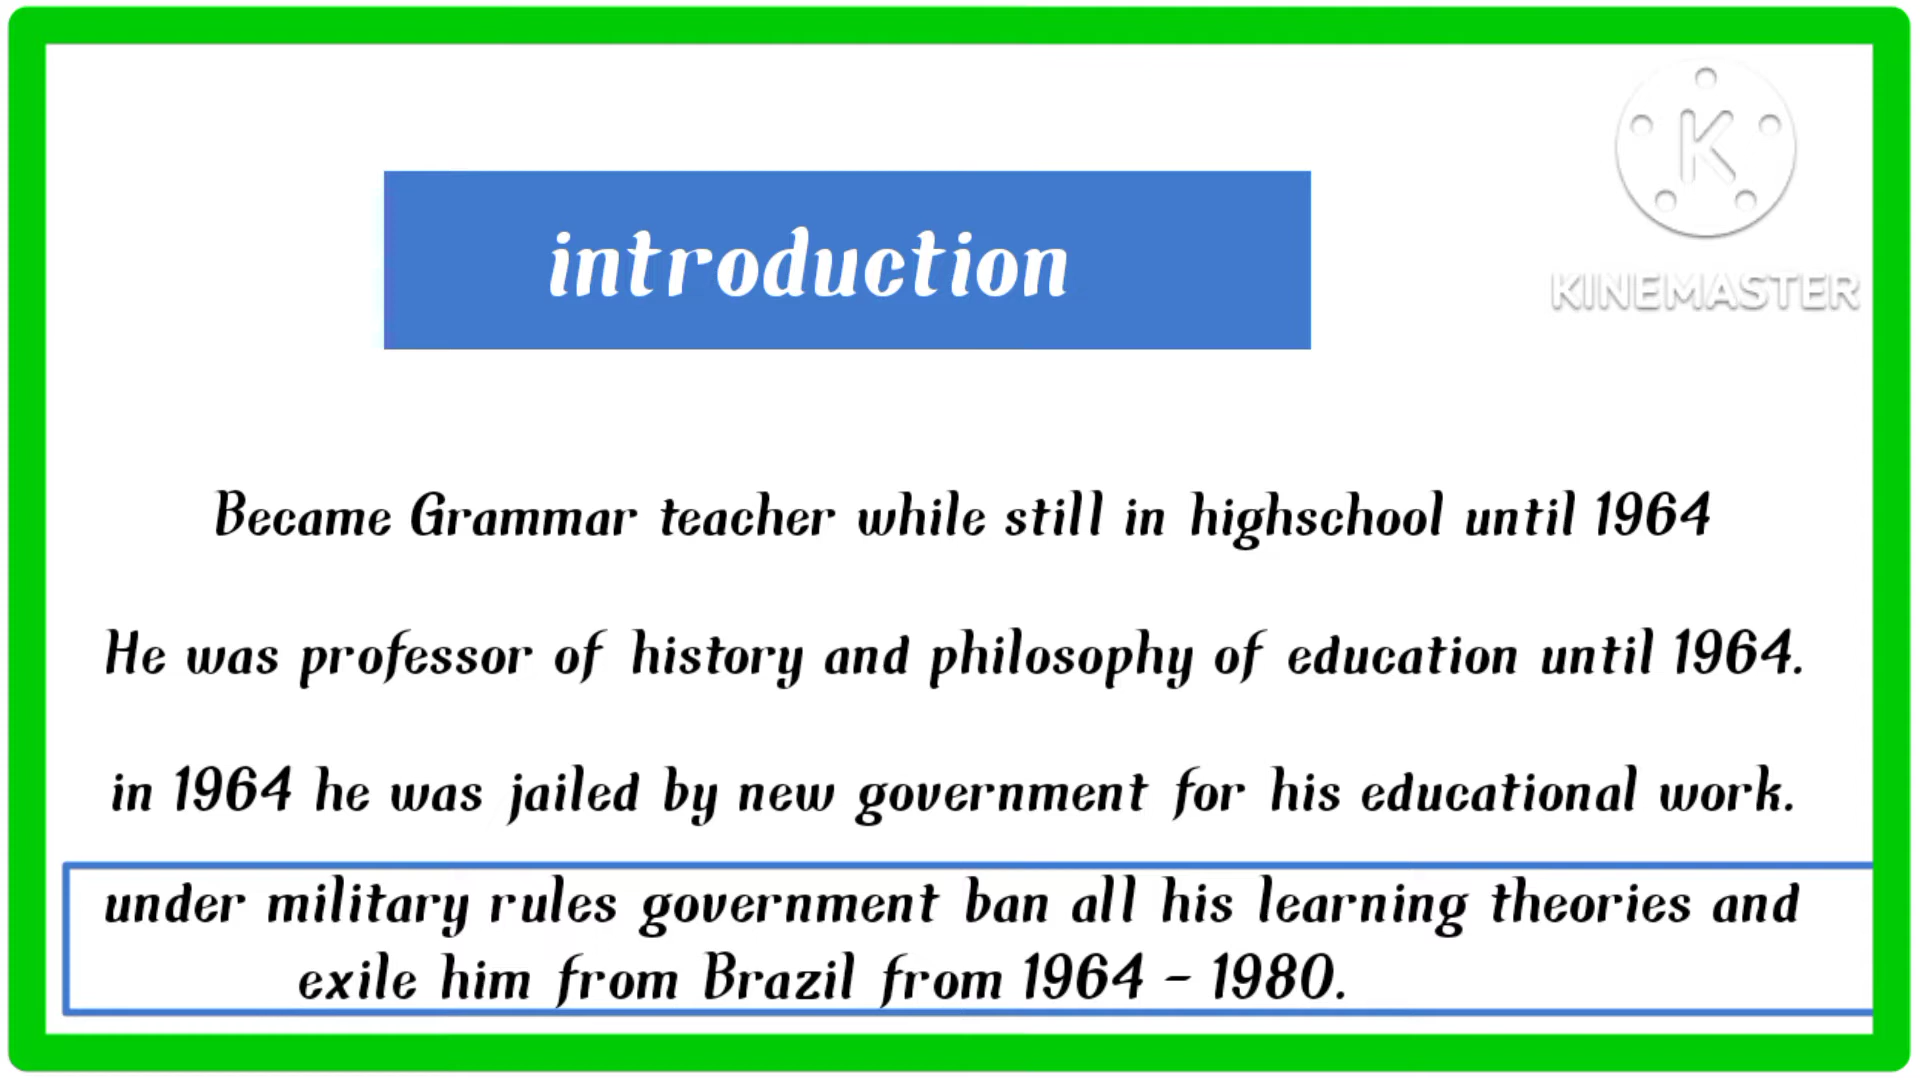 KINEMASTER
introduction
Became Grammar teacher while still in highschool until 1964
He was professor of history and philosophy of education until 1964.
in 1964 he was jailed by new government for his educational work.
under military rules government ban all his learning theories and
exile him from Brazil from 1964 - 1980.